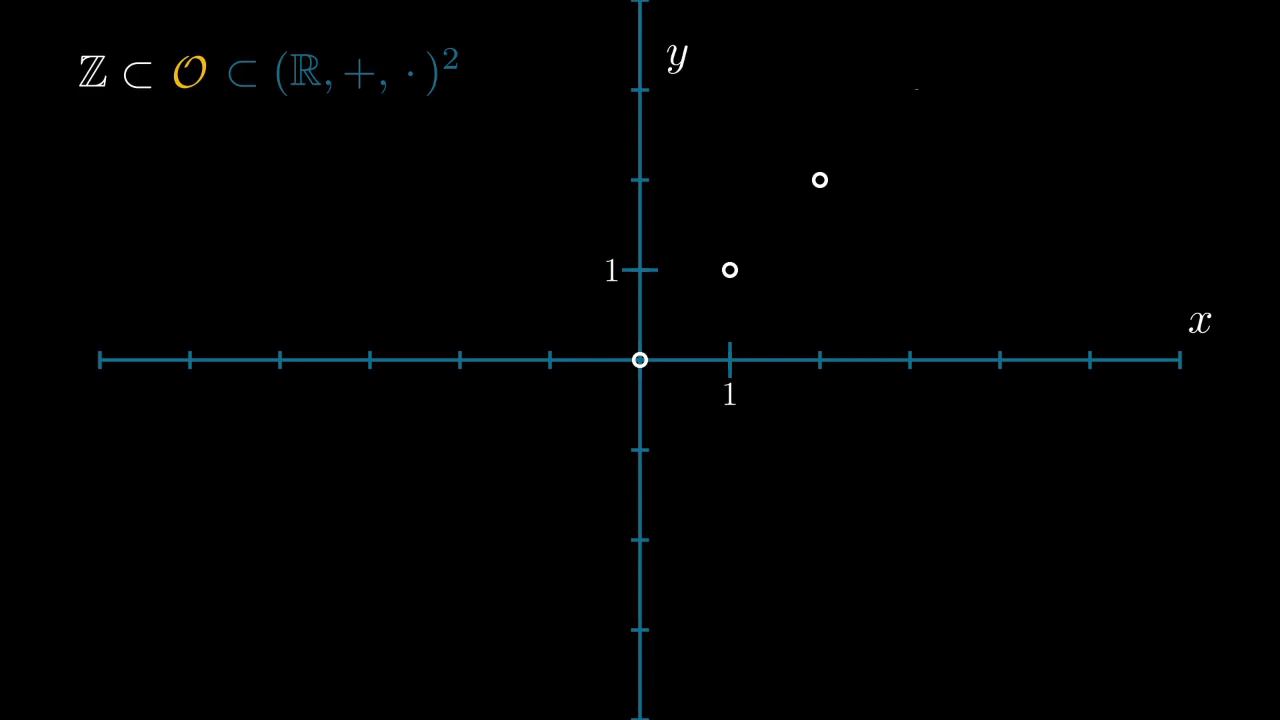 ℤ ⊂ 𝒪 ⊂ (ℝ, +, ·)²
y
1
x
1